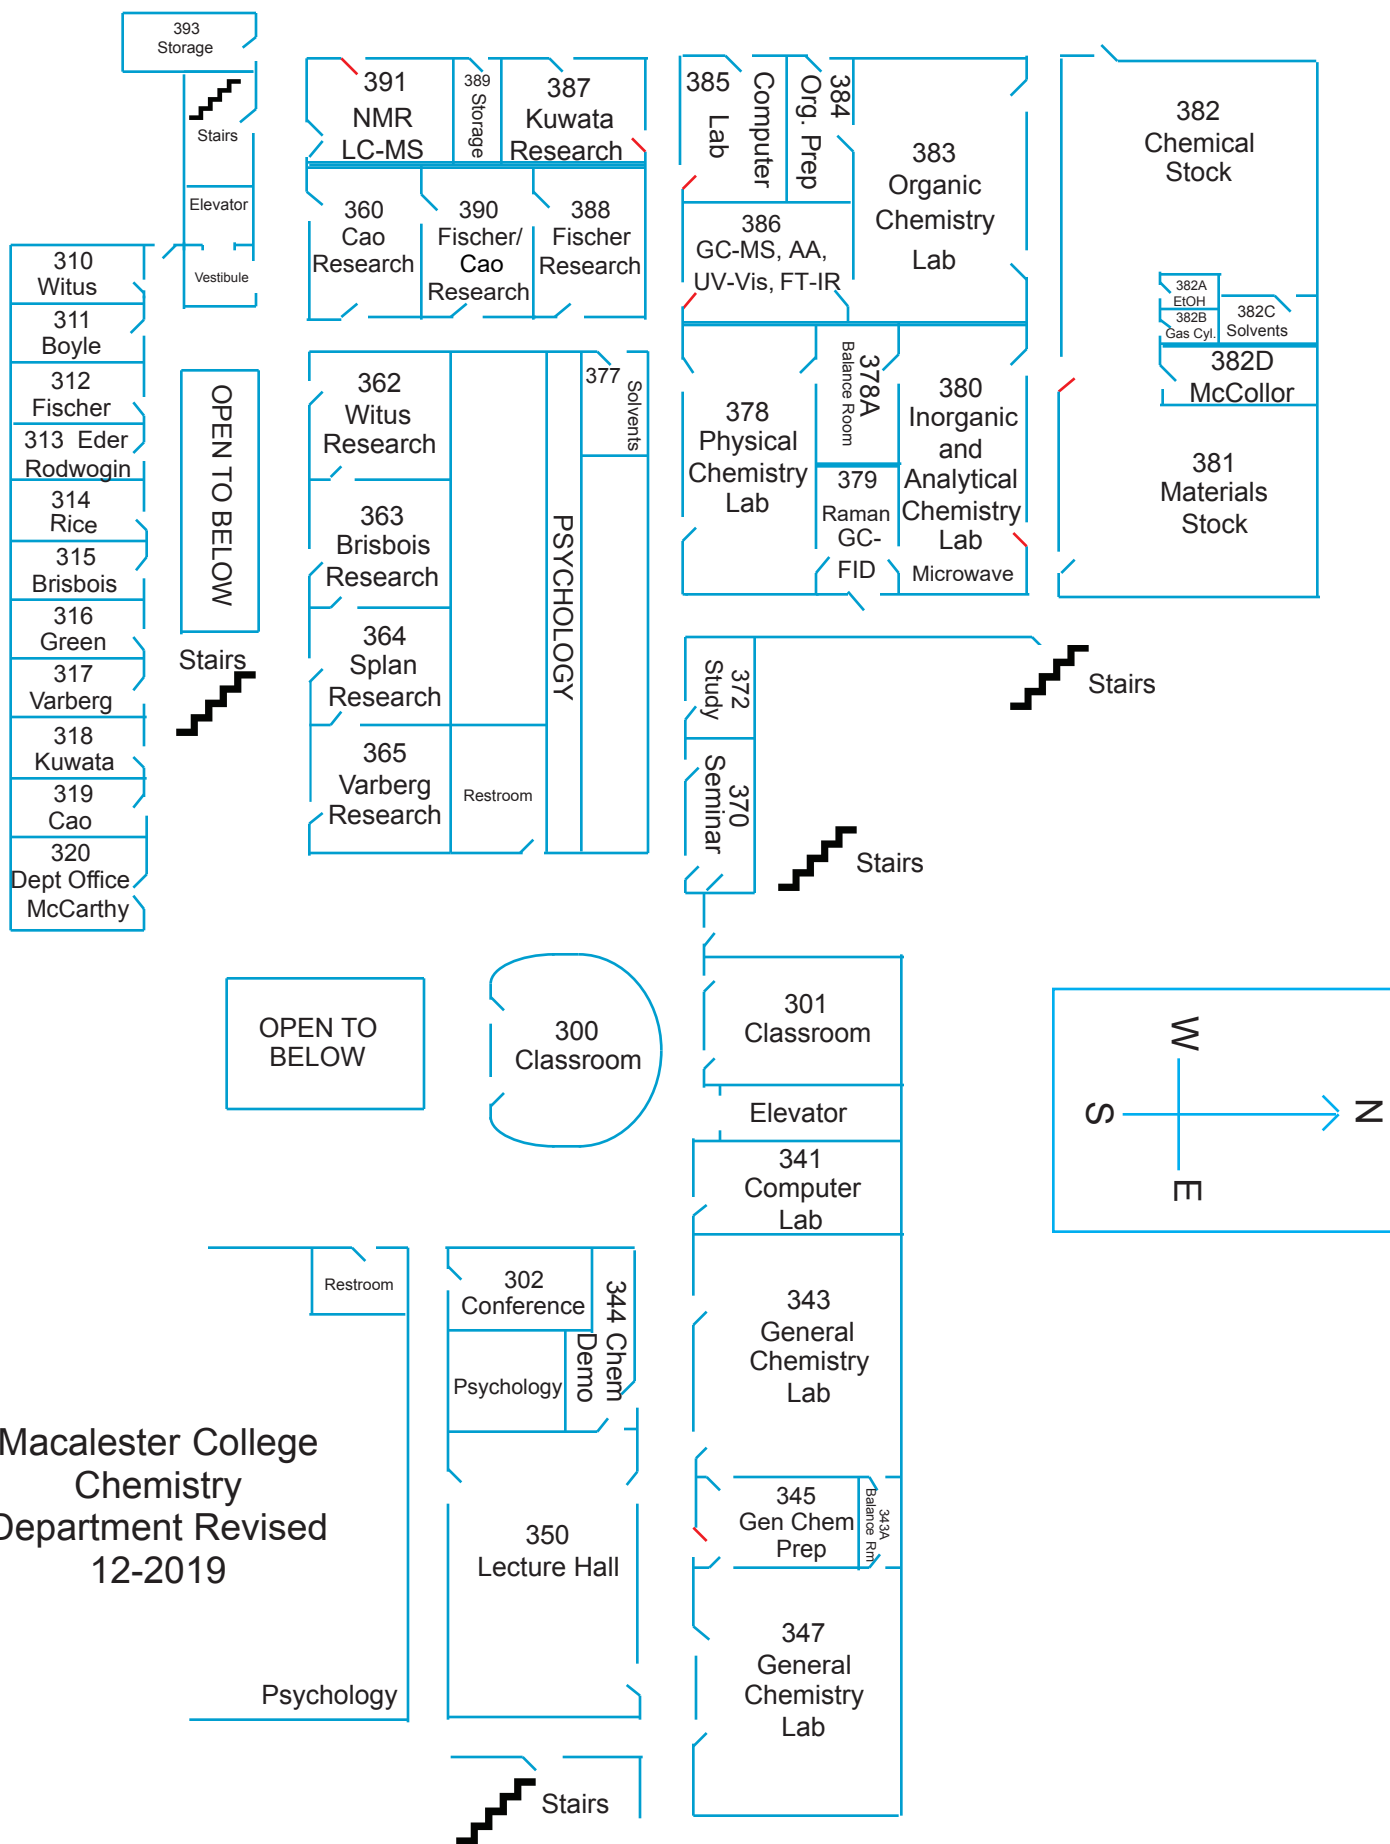 393
Storage
Stairs
Elevator
Vestibule
391
NMR
LC-MS
389
Storage
387
Kuwata
Research
360
Cao
Research
390
Fischer/
Cao
Research
388
Fischer
Research
385
Lab
Computer
384
Org. Prep
386
GC-MS, AA,
UV-Vis, FT-IR
383
Organic
Chemistry
Lab
382
Chemical
Stock
382A
EtOH
382B
Gas Cyl.
382C
Solvents
382D
McCollor
381
Materials
Stock
310
Witus
311
Boyle
312
Fischer
313 Eder
Rodwogin
314
Rice
315
Brisbois
316
Green
317
Varberg
318
Kuwata
319
Cao
320
Dept Office
McCarthy
OPEN TO BELOW
Stairs
362
Witus
Research
363
Brisbois
Research
364
Splan
Research
365
Varberg
Research
Restroom
PSYCHOLOGY
377
Solvents
378
Physical
Chemistry
Lab
378A
Balance Room
379
Raman
GC-
FID
380
Inorganic
and
Analytical
Chemistry
Lab
Microwave
372
Study
370
Seminar
Stairs
Stairs
OPEN TO
BELOW
300
Classroom
301
Classroom
Elevator
341
Computer
Lab
W
S
N
E
Restroom
302
Conference
344 Chem
Demo
Psychology
343
General
Chemistry
Lab
345
Gen Chem
Prep
343A
Balance Rm
350
Lecture Hall
347
General
Chemistry
Lab
Macalester College
Chemistry
Department Revised
12-2019
Psychology
Stairs